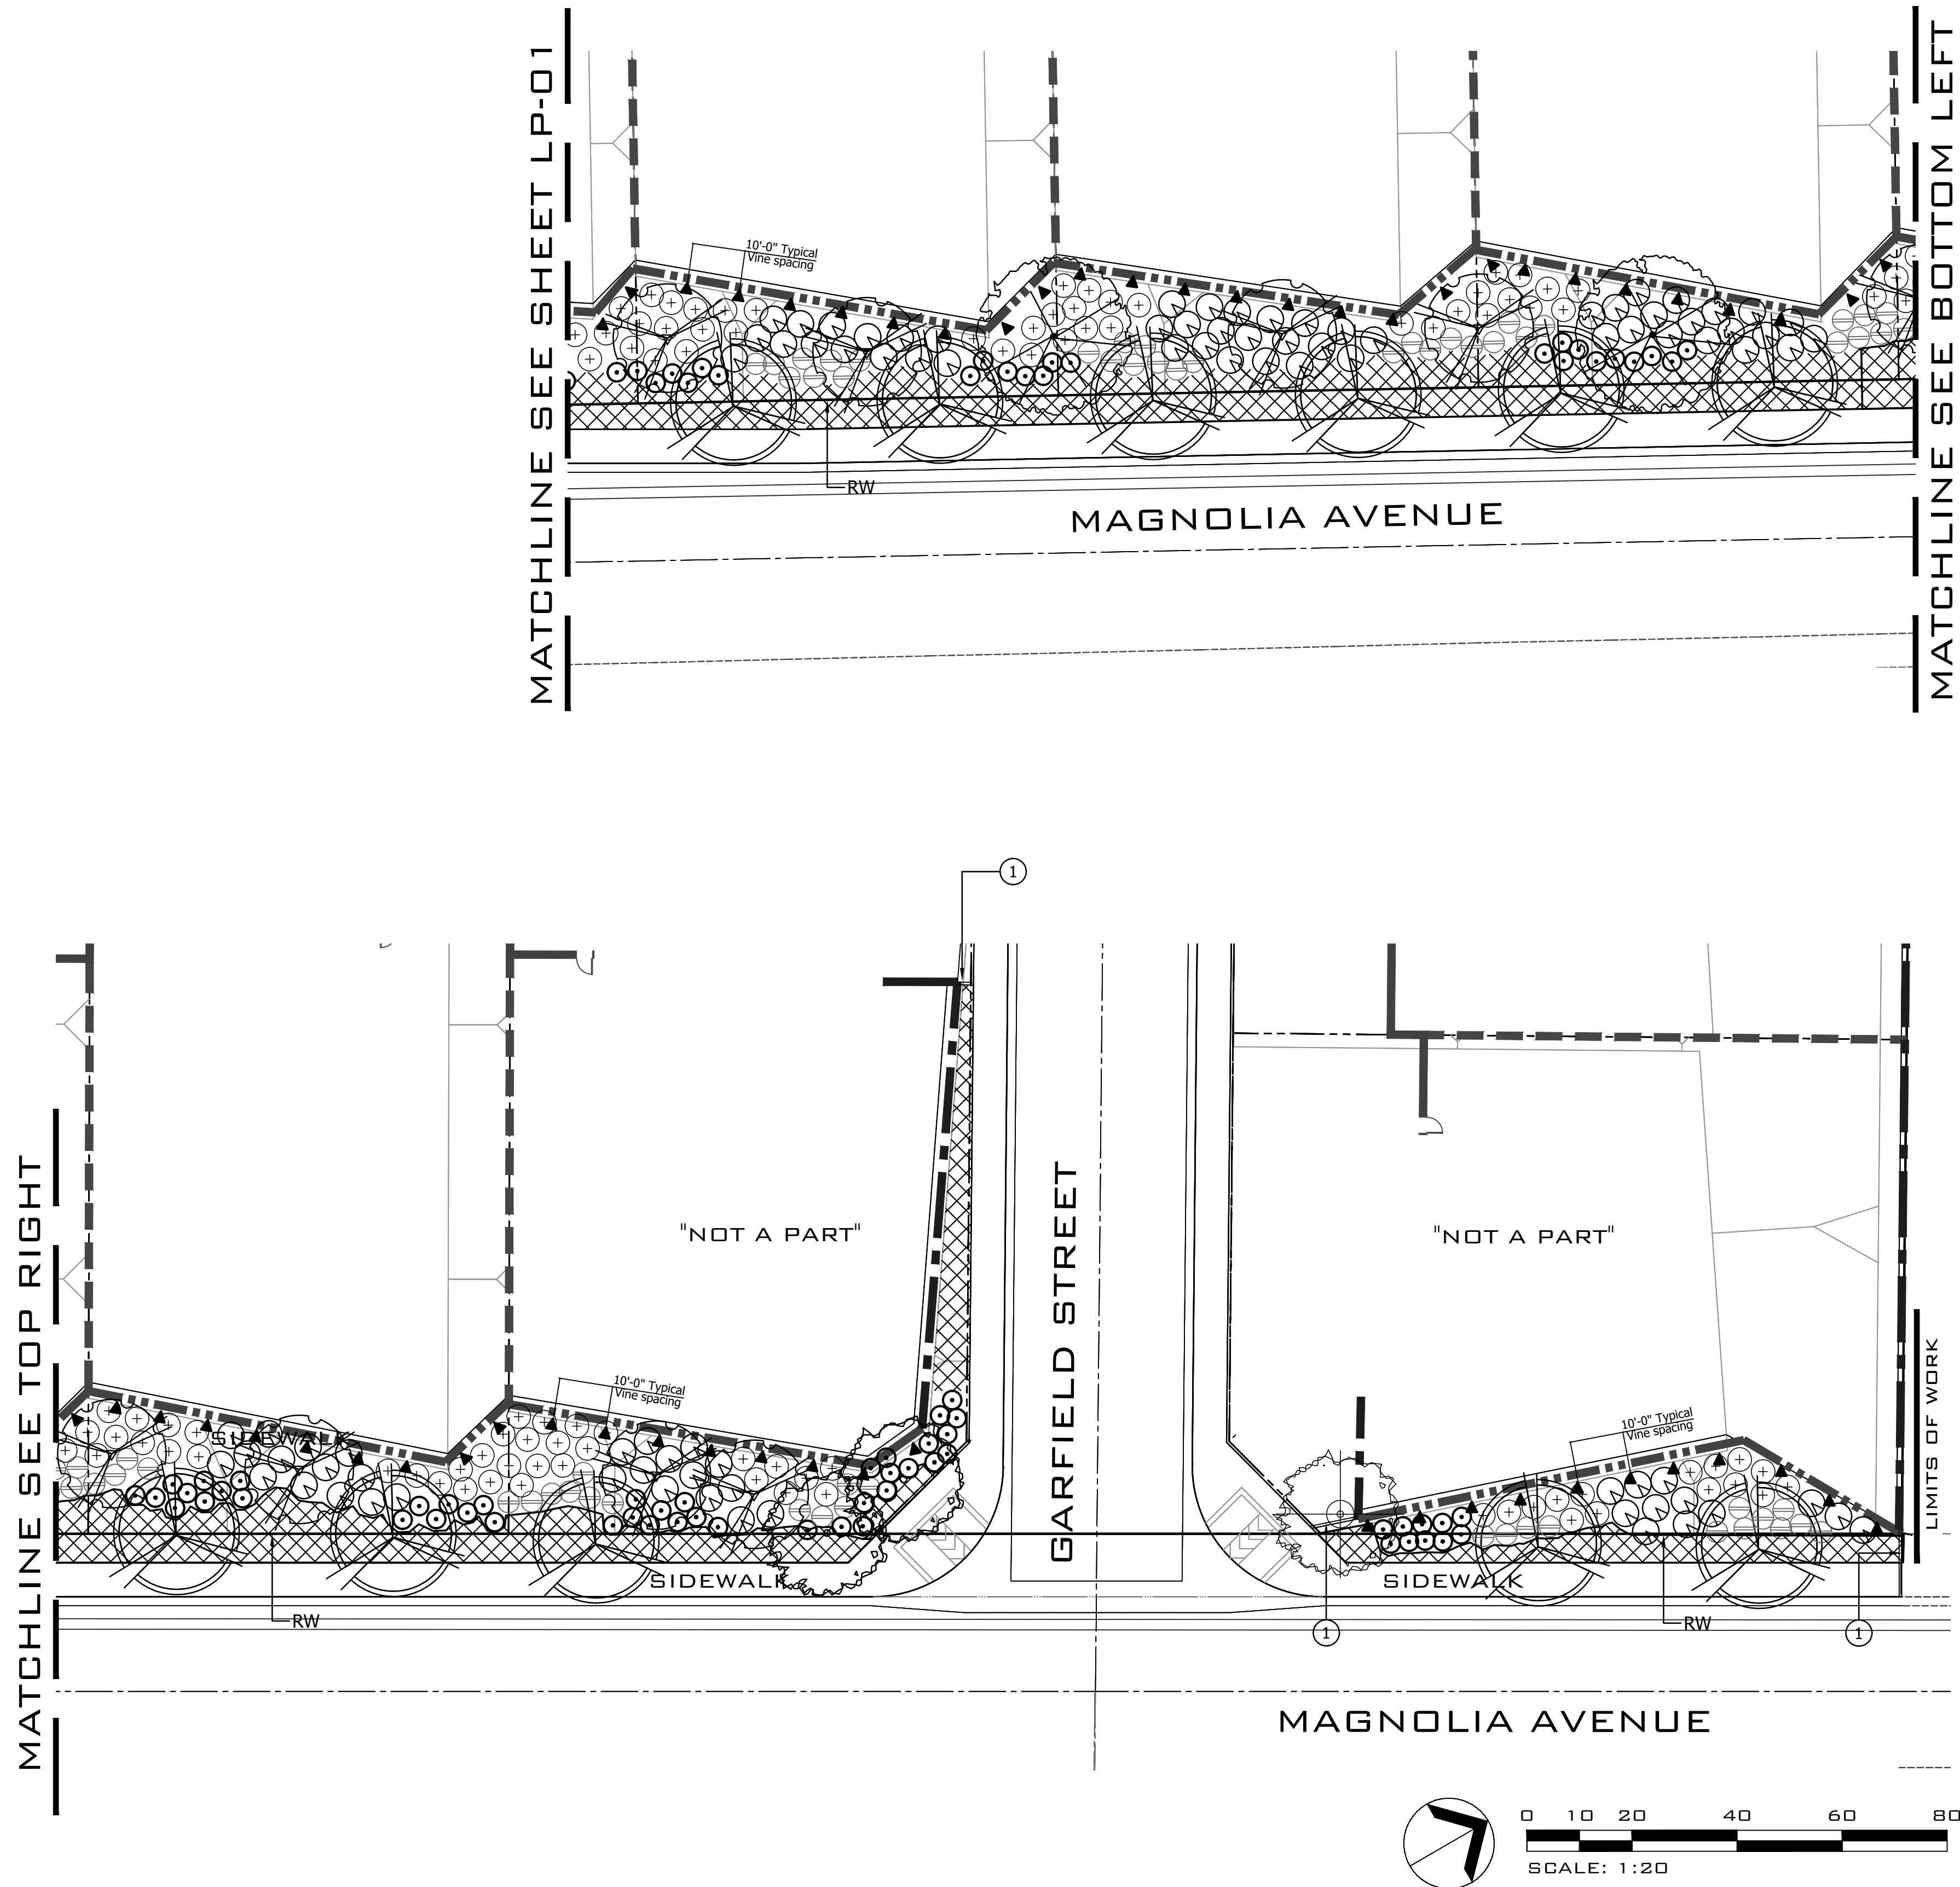 MATCHLINE SEE SHEET LP-01
10'-0" Typical
Vine spacing
RW
MAGNOLIA AVENUE
MATCHLINE SEE BOTTOM LEFT
1
MATCHLINE SEE TOP RIGHT
"NOT A PART"
GARFIELD STREET
"NOT A PART"
10'-0" Typical
Vine spacing
SIDEWALK
10'-0" Typical
Vine spacing
LIMITS OF WORK
SIDEWALK
SIDEWALK
RW
1
RW
1
MAGNOLIA AVENUE
0 10 20 40 60 80
SCALE: 1:20